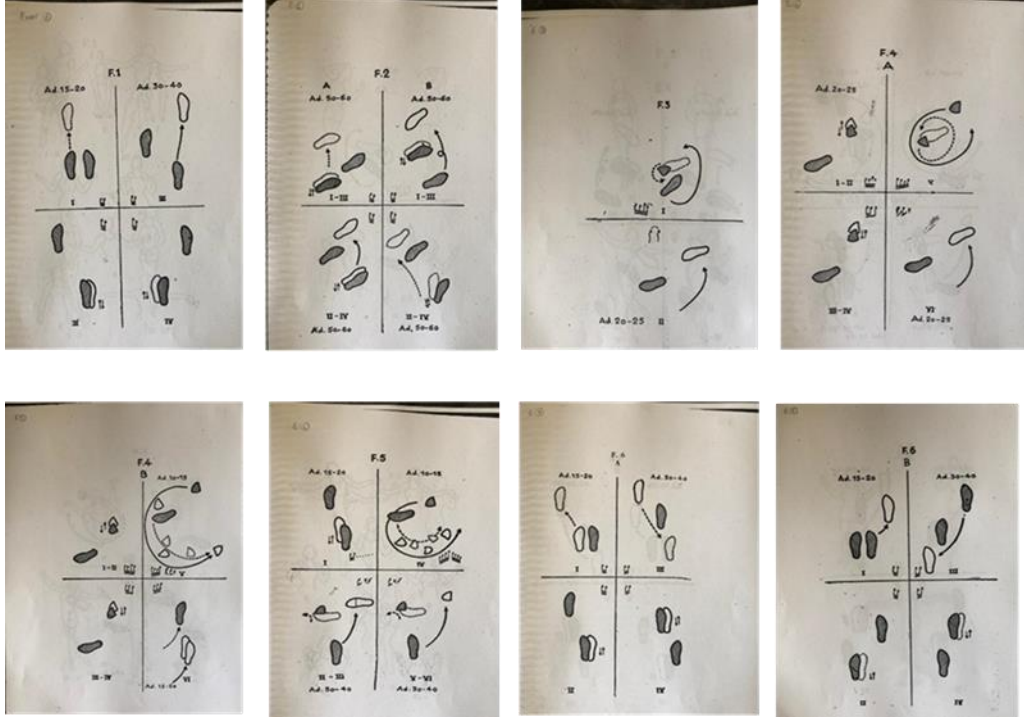 F.1
Ad. 15-20
Ad. 30-40
I
III
II
IV
F.2
A
B
Ad. 50-60
Ad. 50-60
I-III
I-III
II-IV
II-IV
Ad. 50-60
Ad. 50-60
F.3
I
Ad. 20-25
II
F.4
A
Ad. 20-25
I-II
V
III-IV
VI
Ad. 20-25
F.4
B
Ad. 10-15
I-II
V
III-IV
VI
Ad. 15-20
F.5
Ad. 15-20
Ad. 10-15
I
IV
II-III
V-VI
Ad. 30-40
Ad. 30-40
F.6
A
Ad. 15-20
Ad. 30-40
I
III
II
IV
F.6
B
Ad. 15-20
Ad. 30-40
I
III
II
IV